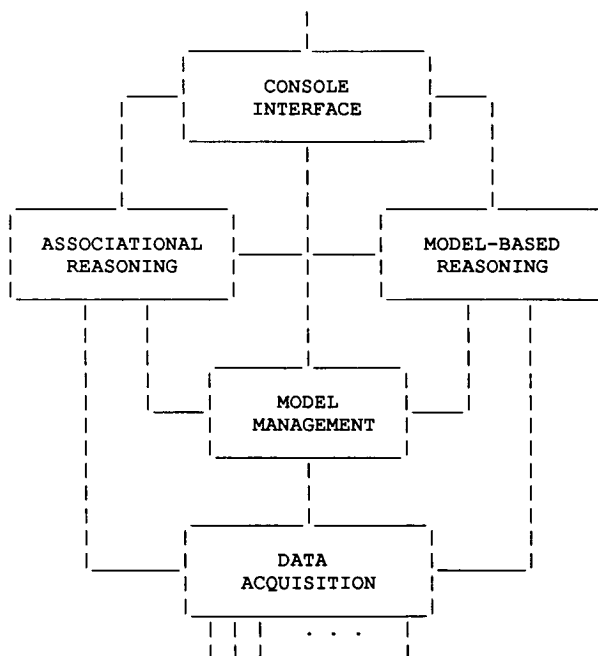 CONSOLE
INTERFACE
ASSOCIATIONAL
REASONING
MODEL-BASED
REASONING
MODEL
MANAGEMENT
DATA
ACQUISITION
. . .